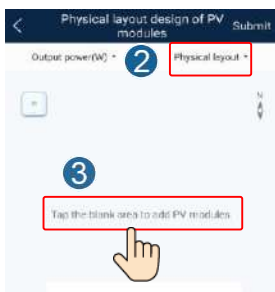 Physical layout design of PV
modules
Submit
Output power(W)
2
Physical layout
N
3
Tap the blank area to add PV modules